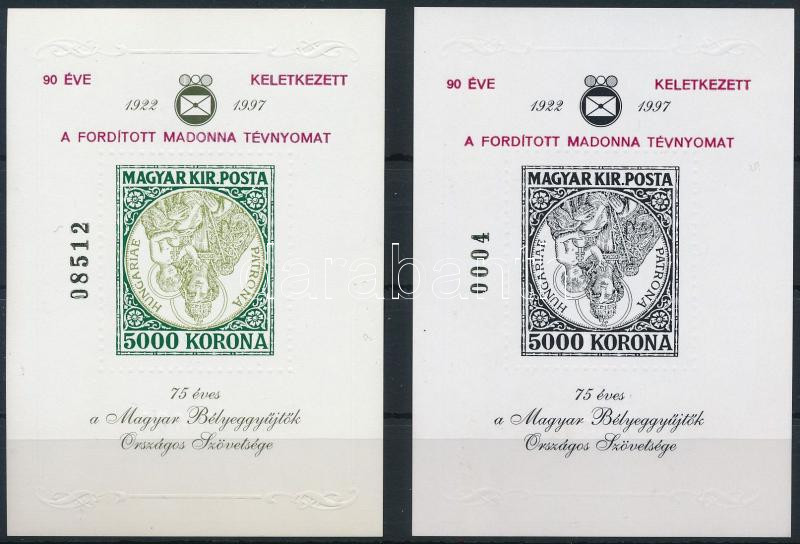 90 ÉVE KELETKEZETT
1922 1997
A FORDÍTOTT MADONNA TÉVNYOMAT
MAGYAR KIR. POSTA
HUNGARIAE PATRONA
5000 KORONA
08512
75 éves
a Magyar Bélyeggyűjtők
Országos Szövetsége
90 ÉVE KELETKEZETT
1922 1997
A FORDÍTOTT MADONNA TÉVNYOMAT
MAGYAR KIR. POSTA
HUNGARIAE PATRONA
5000 KORONA
0004
75 éves
a Magyar Bélyeggyűjtők
Országos Szövetsége